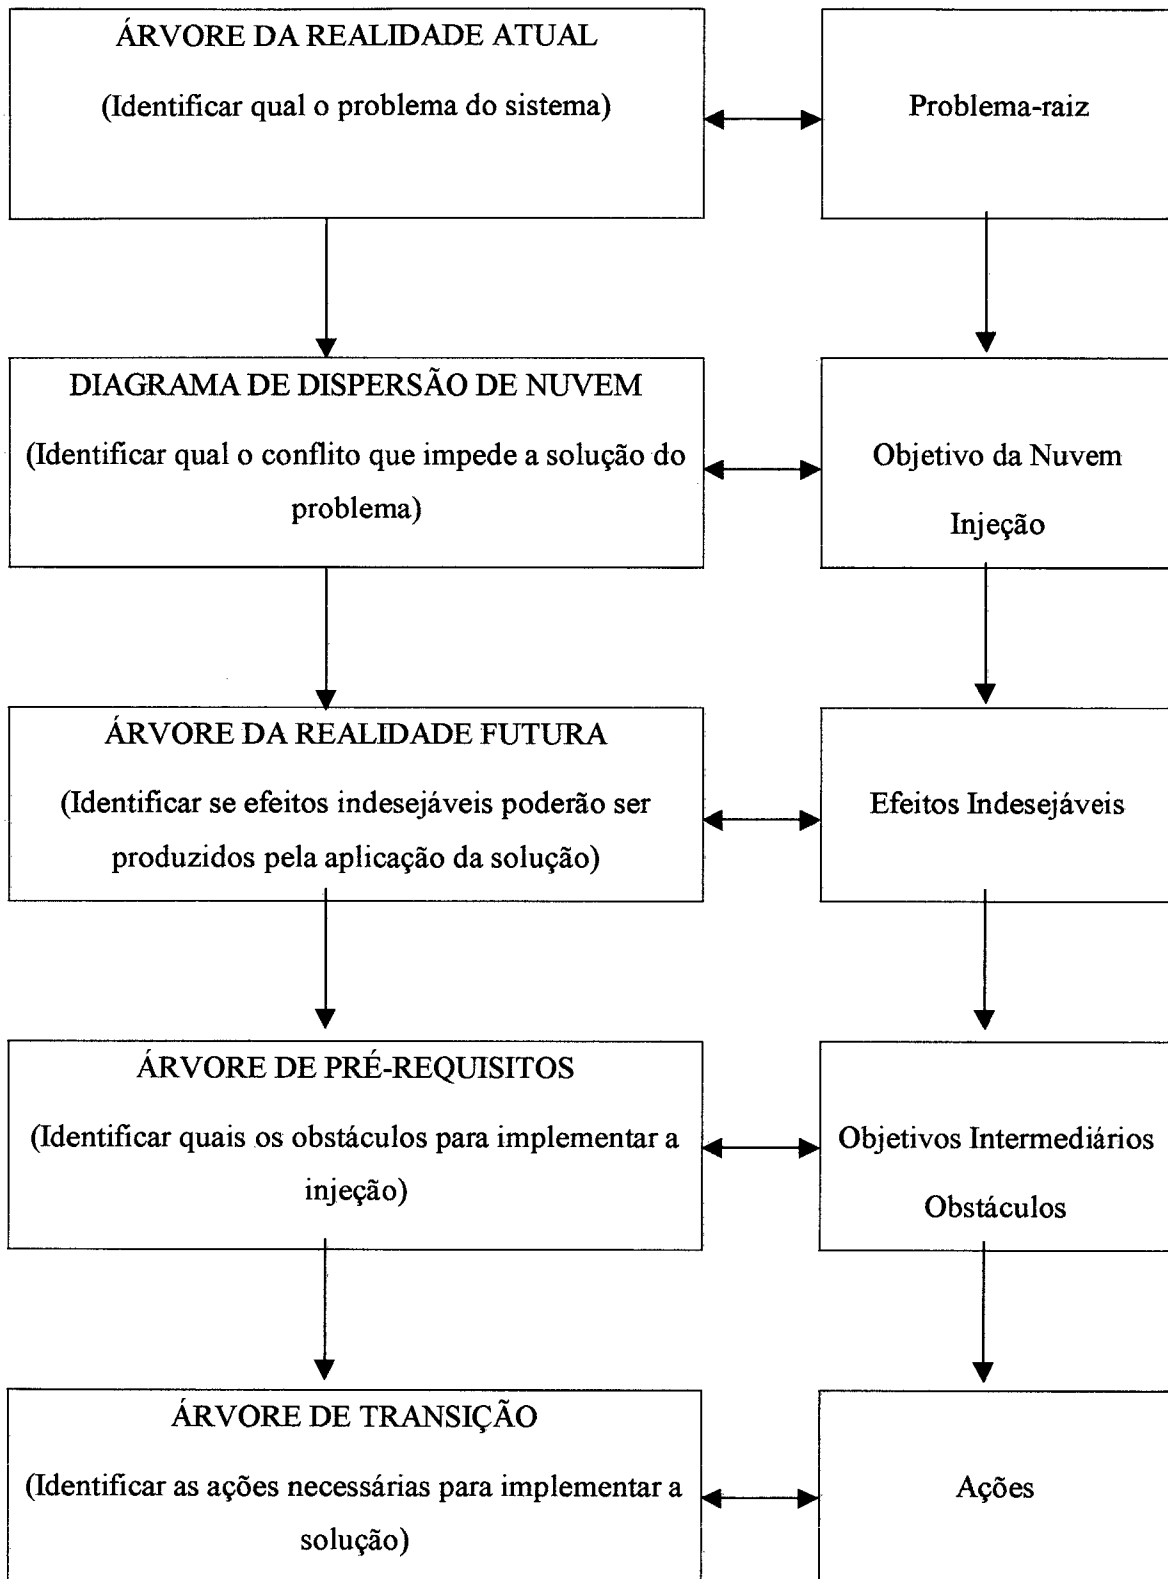 ÁRVORE DA REALIDADE ATUAL
(Identificar qual o problema do sistema)
Problema-raiz
DIAGRAMA DE DISPERSÃO DE NUVEM
(Identificar qual o conflito que impede a solução do
problema)
Objetivo da Nuvem
Injeção
ÁRVORE DA REALIDADE FUTURA
(Identificar se efeitos indesejáveis poderão ser
produzidos pela aplicação da solução)
Efeitos Indesejáveis
ÁRVORE DE PRÉ-REQUISITOS
(Identificar quais os obstáculos para implementar a
injeção)
Objetivos Intermediários
Obstáculos
ÁRVORE DE TRANSIÇÃO
(Identificar as ações necessárias para implementar a
solução)
Ações